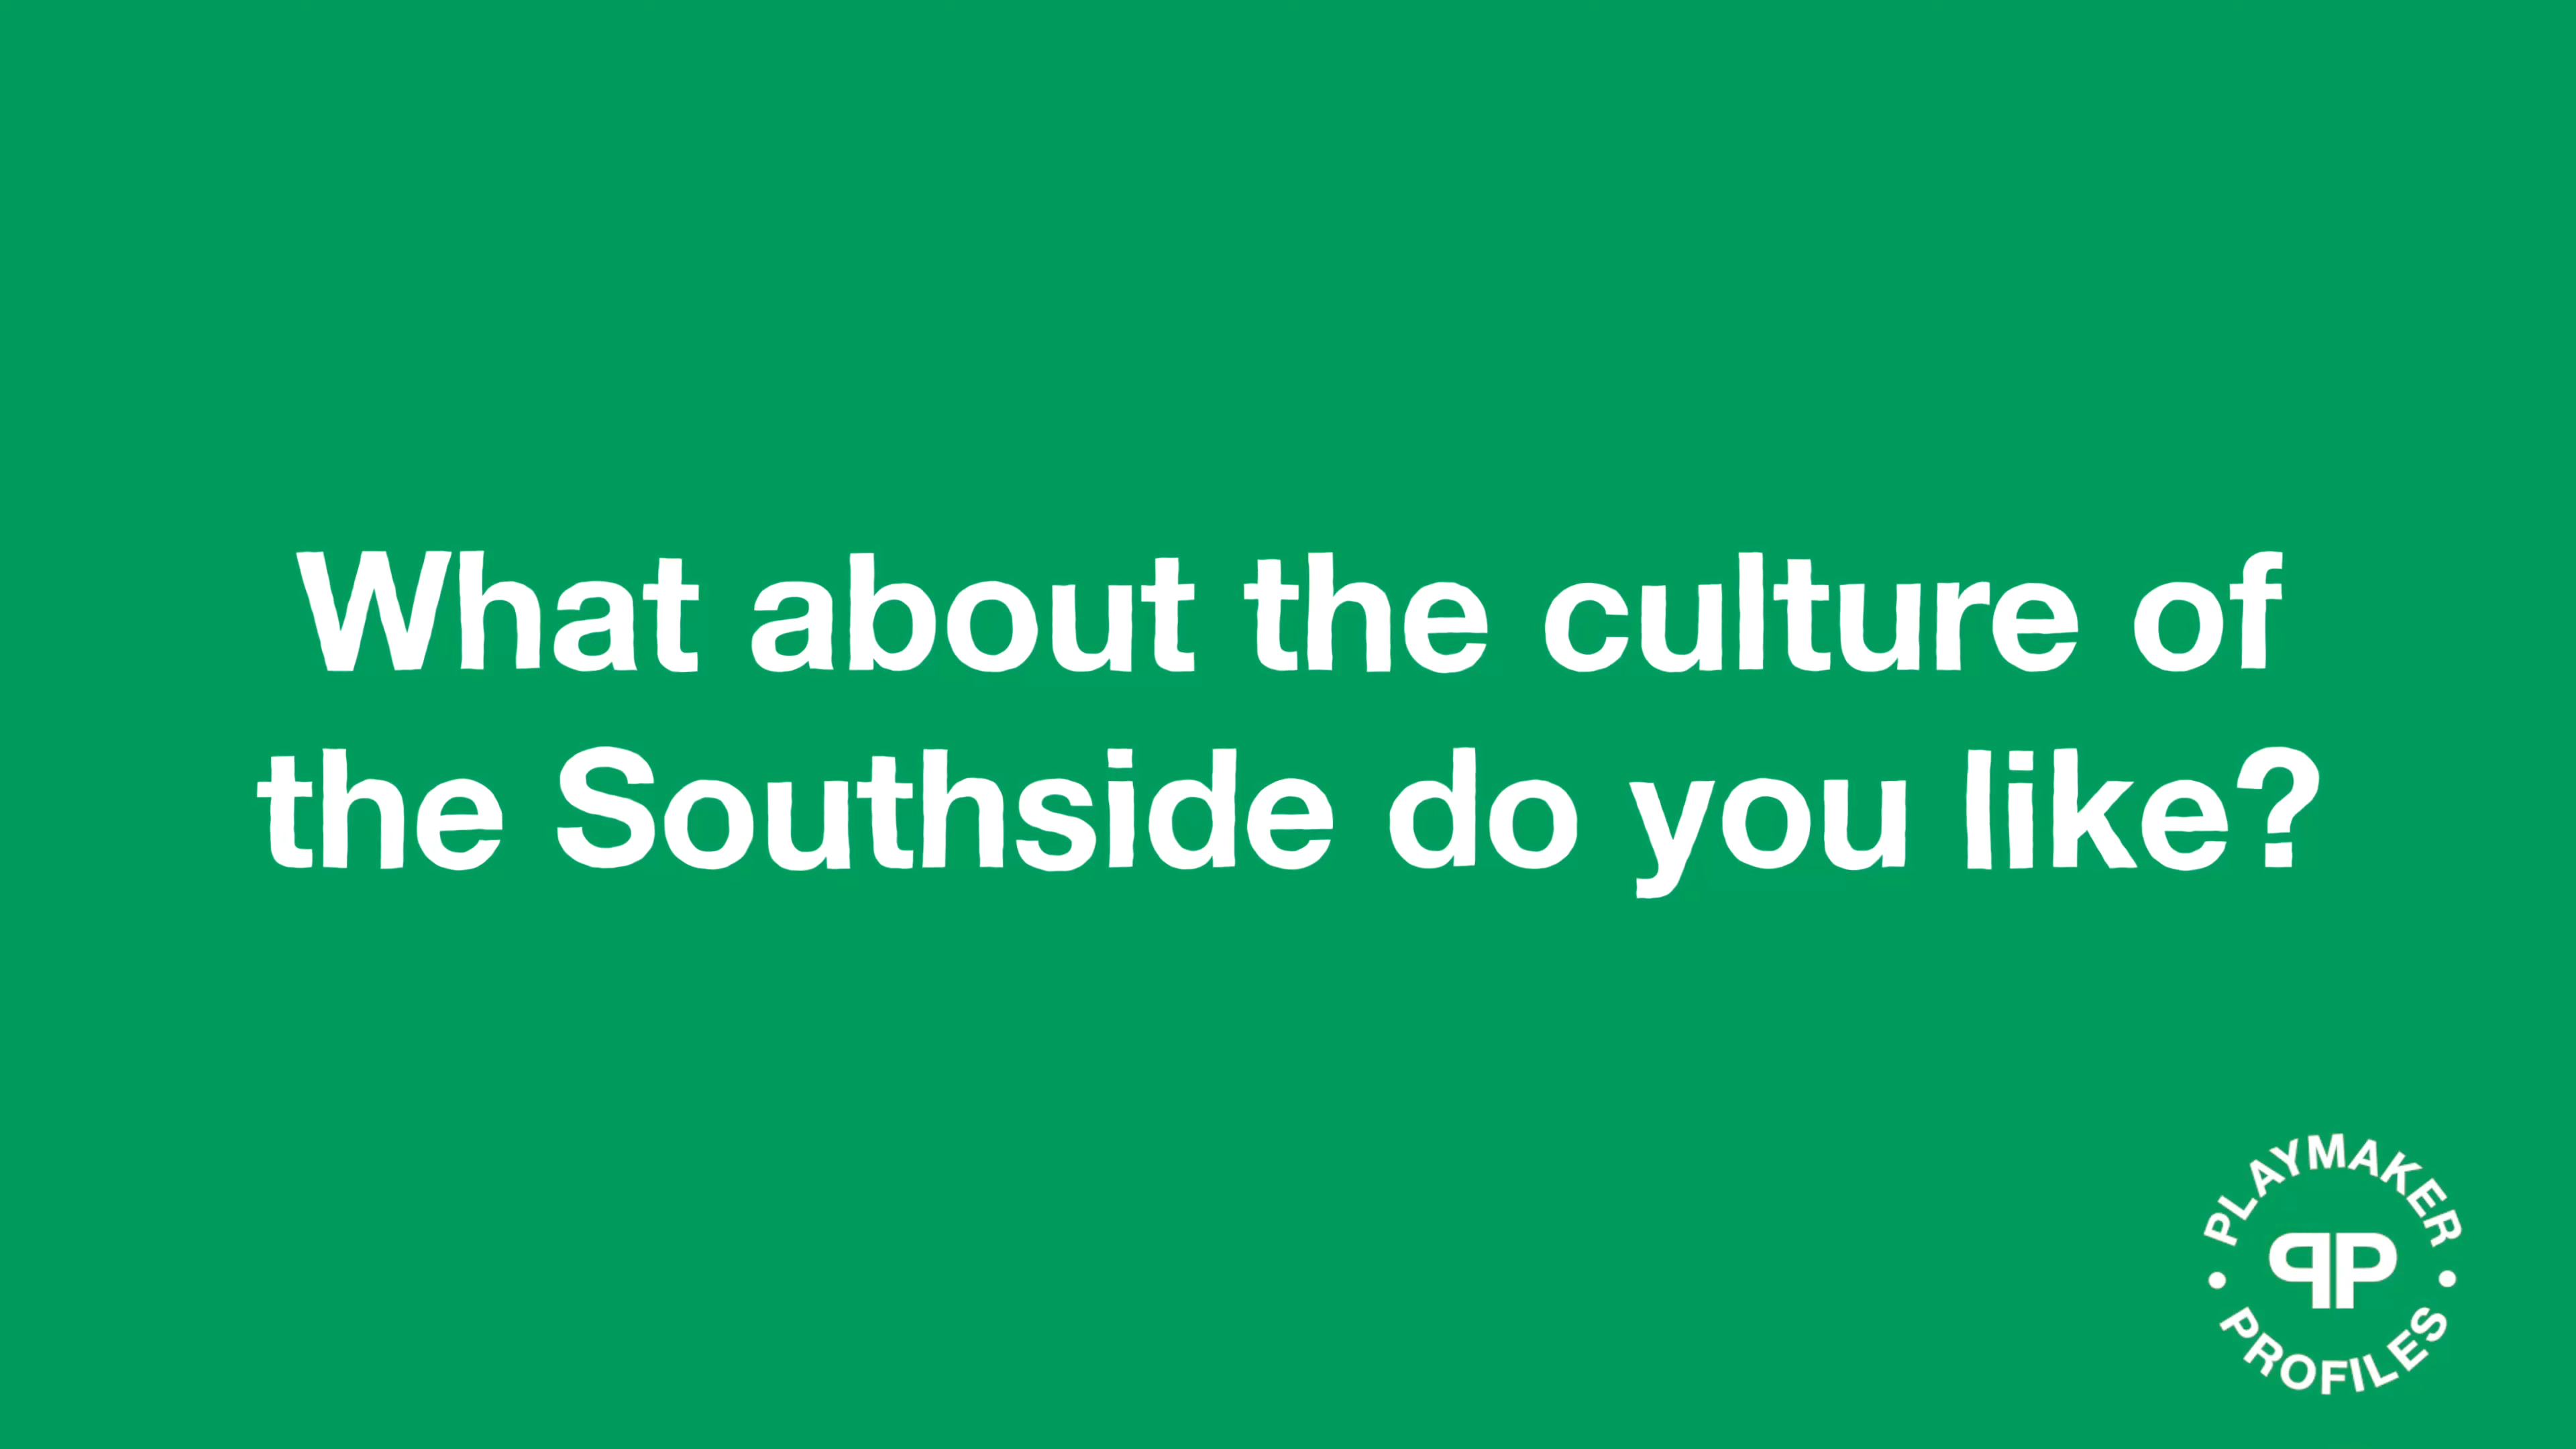 What about the culture of
the Southside do you like?
PLAYMAKER
PP
PROFILES